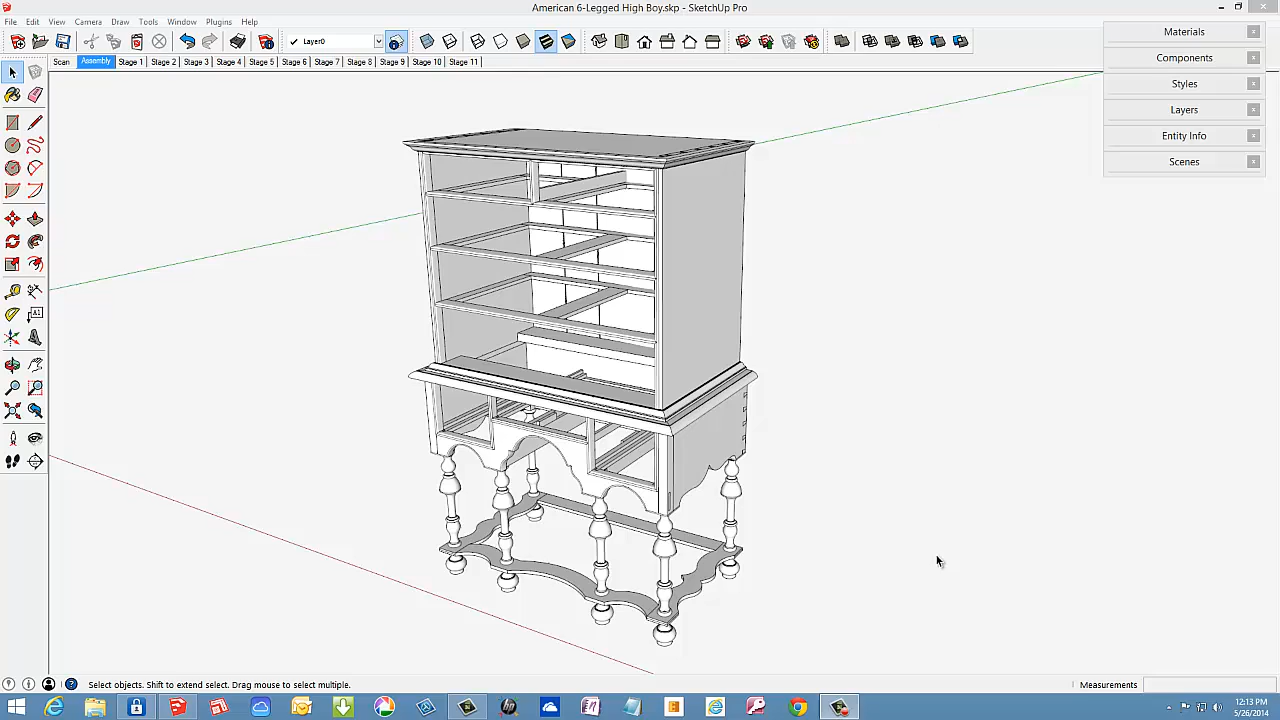 American 6-Legged High Boy.skp - SketchUp Pro
File Edit View Camera Draw Tools Window Plugins Help
Layer0
Scan Assembly Stage 1 Stage 2 Stage 3 Stage 4 Stage 5 Stage 6 Stage 7 Stage 8 Stage 9 Stage 10 Stage 11
Materials
Components
Styles
Layers
Entity Info
Scenes
A1
Select objects. Shift to extend select. Drag mouse to select multiple.
Measurements
12:13 PM
5/26/2014